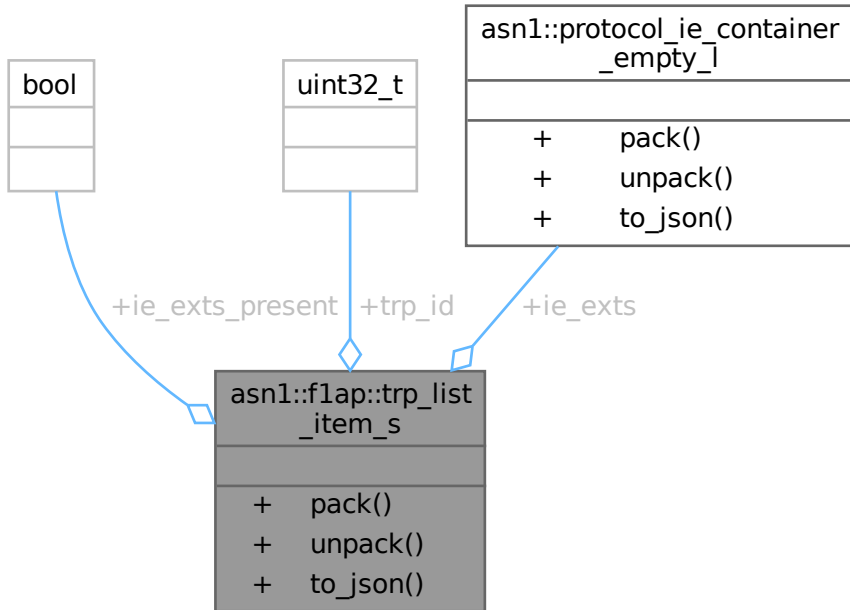 asn1::protocol_ie_container
_empty_l
bool
uint32_t
+ pack()
+ unpack()
+ to_json()
+ie_exts_present
+trp_id
+ie_exts
asn1::f1ap::trp_list
_item_s
+ pack()
+ unpack()
+ to_json()